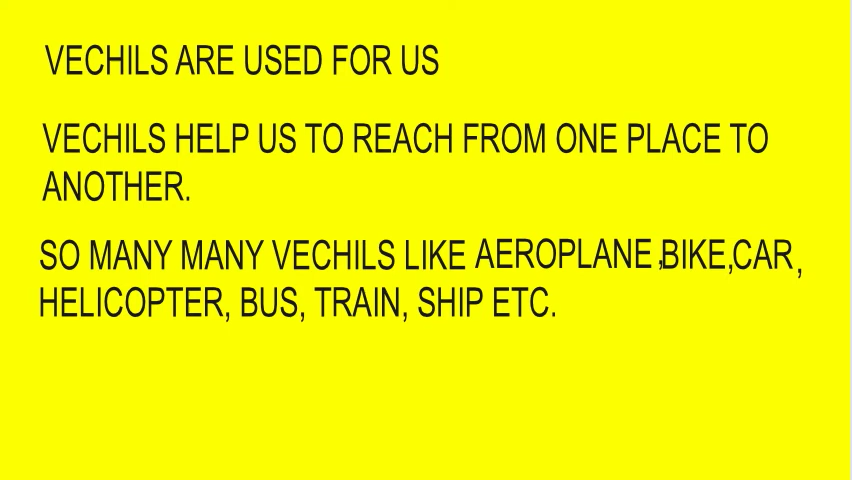 VECHILS ARE USED FOR US
VECHILS HELP US TO REACH FROM ONE PLACE TO
ANOTHER.
SO MANY MANY VECHILS LIKE AEROPLANE,BIKE,CAR,
HELICOPTER, BUS, TRAIN, SHIP ETC.